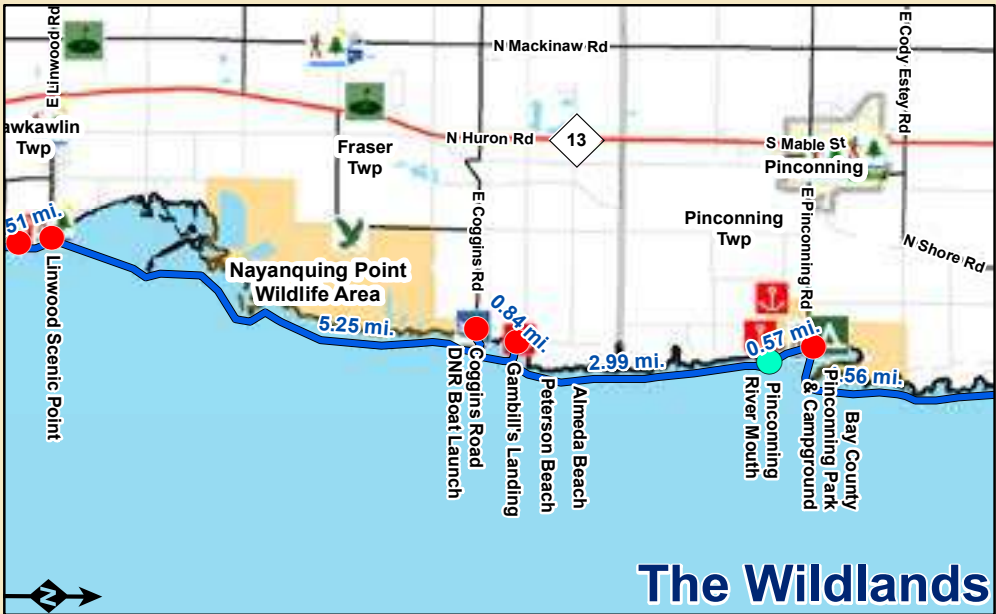 E Linwood Rd
N Mackinaw Rd
E Cody Estey Rd
awkawlin
Twp
Fraser
Twp
N Huron Rd
13
S Mable St
Pinconning
E Coggins Rd
Pinconning
Twp
E Pinconning Rd
N Shore Rd
51 mi.
Nayanquing Point
Wildlife Area
5.25 mi.
0.84 mi.
2.99 mi.
0.57 mi.
.56 mi.
Linwood Scenic Point
Coggins Road
DNR Boat Launch
Gambill's Landing
Peterson Beach
Almeda Beach
Pinconning
River Mouth
Bay County
Pinconning Park
& Campground
N
The Wildlands